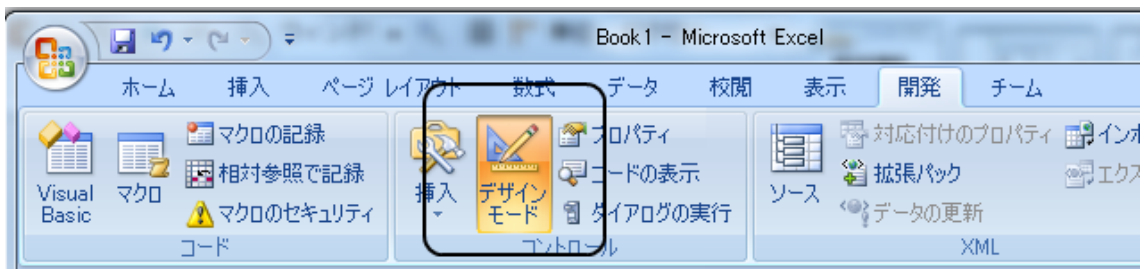 Book1 - Microsoft Excel
ホーム 挿入 ページ レイアウト 数式 データ 校閲 表示 開発 チーム
Visual Basic
マクロ
マクロの記録
相対参照で記録
マクロのセキュリティ
コード
挿入
デザイン
モード
プロパティ
コードの表示
ダイアログの実行
コントロール
ソース
対応付けのプロパティ
拡張パック
データの更新
インポ
エクス
XML